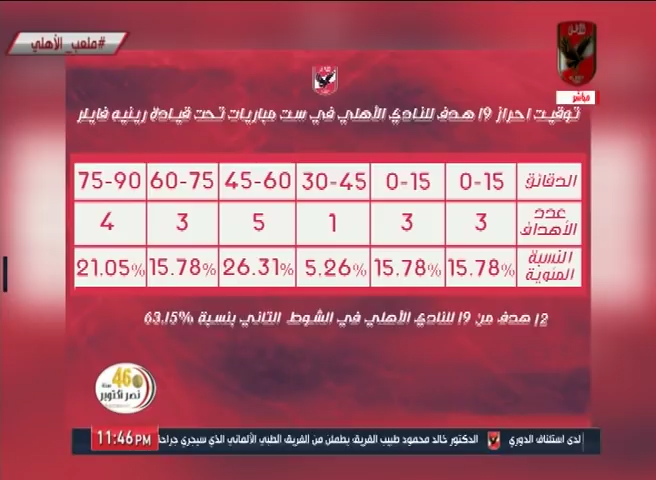 #ملعب_الأهلي
مباشر
توقيت احراز 19 هدف للنادي الأهلي في ست مباريات تحت قيادة رينيه فايلر
الدقائق 0-15 0-15 30-45 45-60 60-75 75-90
عدد الأهداف 3 3 1 5 3 4
النسبة المئوية 15.78% 15.78% 5.26% 26.31% 15.78% 21.05%
12 هدف من 19 للنادي الأهلي في الشوط الثاني بنسبة 63.15%
46 سنة
نصر أكتوبر
لدى استئناف الدوري الدكتور خالد محمود طبيب الفريق يطمئن من الفريق الطبي الألماني الذي سيجري جراحة
11:46 PM